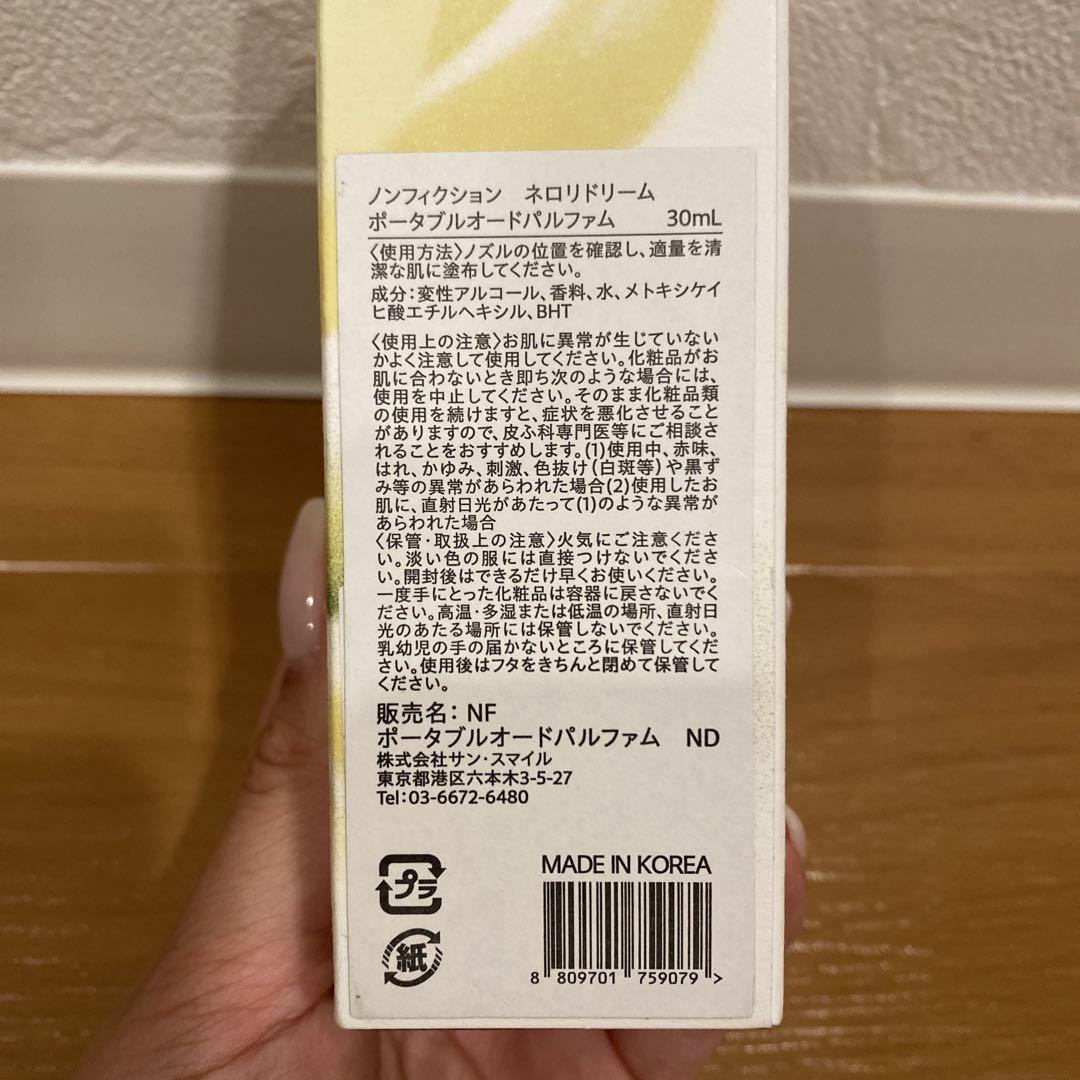 ノンフィクション ネロリドリーム
ポータブルオードパルファム 30mL
〈使用方法〉ノズルの位置を確認し、適量を清
潔な肌に塗布してください。
成分：変性アルコール、香料、水、メトキシケイ
ヒ酸エチルヘキシル、BHT
〈使用上の注意〉お肌に異常が生じていない
かよく注意して使用してください。化粧品がお
肌に合わないとき即ち次のような場合には、
使用を中止してください。そのまま化粧品類
の使用を続けますと、症状を悪化させること
がありますので、皮ふ科専門医等にご相談さ
れることをおすすめします。(1)使用中、赤味、
はれ、かゆみ、刺激、色抜け(白斑等)や黒ず
み等の異常があらわれた場合(2)使用したお
肌に、直射日光があたって(1)のような異常が
あらわれた場合
〈保管・取扱上の注意〉火気にご注意くださ
い。淡い色の服には直接つけないでくださ
い。開封後はできるだけ早くお使いください。
一度手にとった化粧品は容器に戻さないでく
ださい。高温・多湿または低温の場所、直射日
光のあたる場所には保管しないでください。
乳幼児の手の届かないところに保管してくだ
さい。使用後はフタをきちんと閉めて保管して
ください。
販売名：NF
ポータブルオードパルファム ND
株式会社サン・スマイル
東京都港区六本木3-5-27
Tel：03-6672-6480
プラ
紙
MADE IN KOREA
8 809701 759079 >